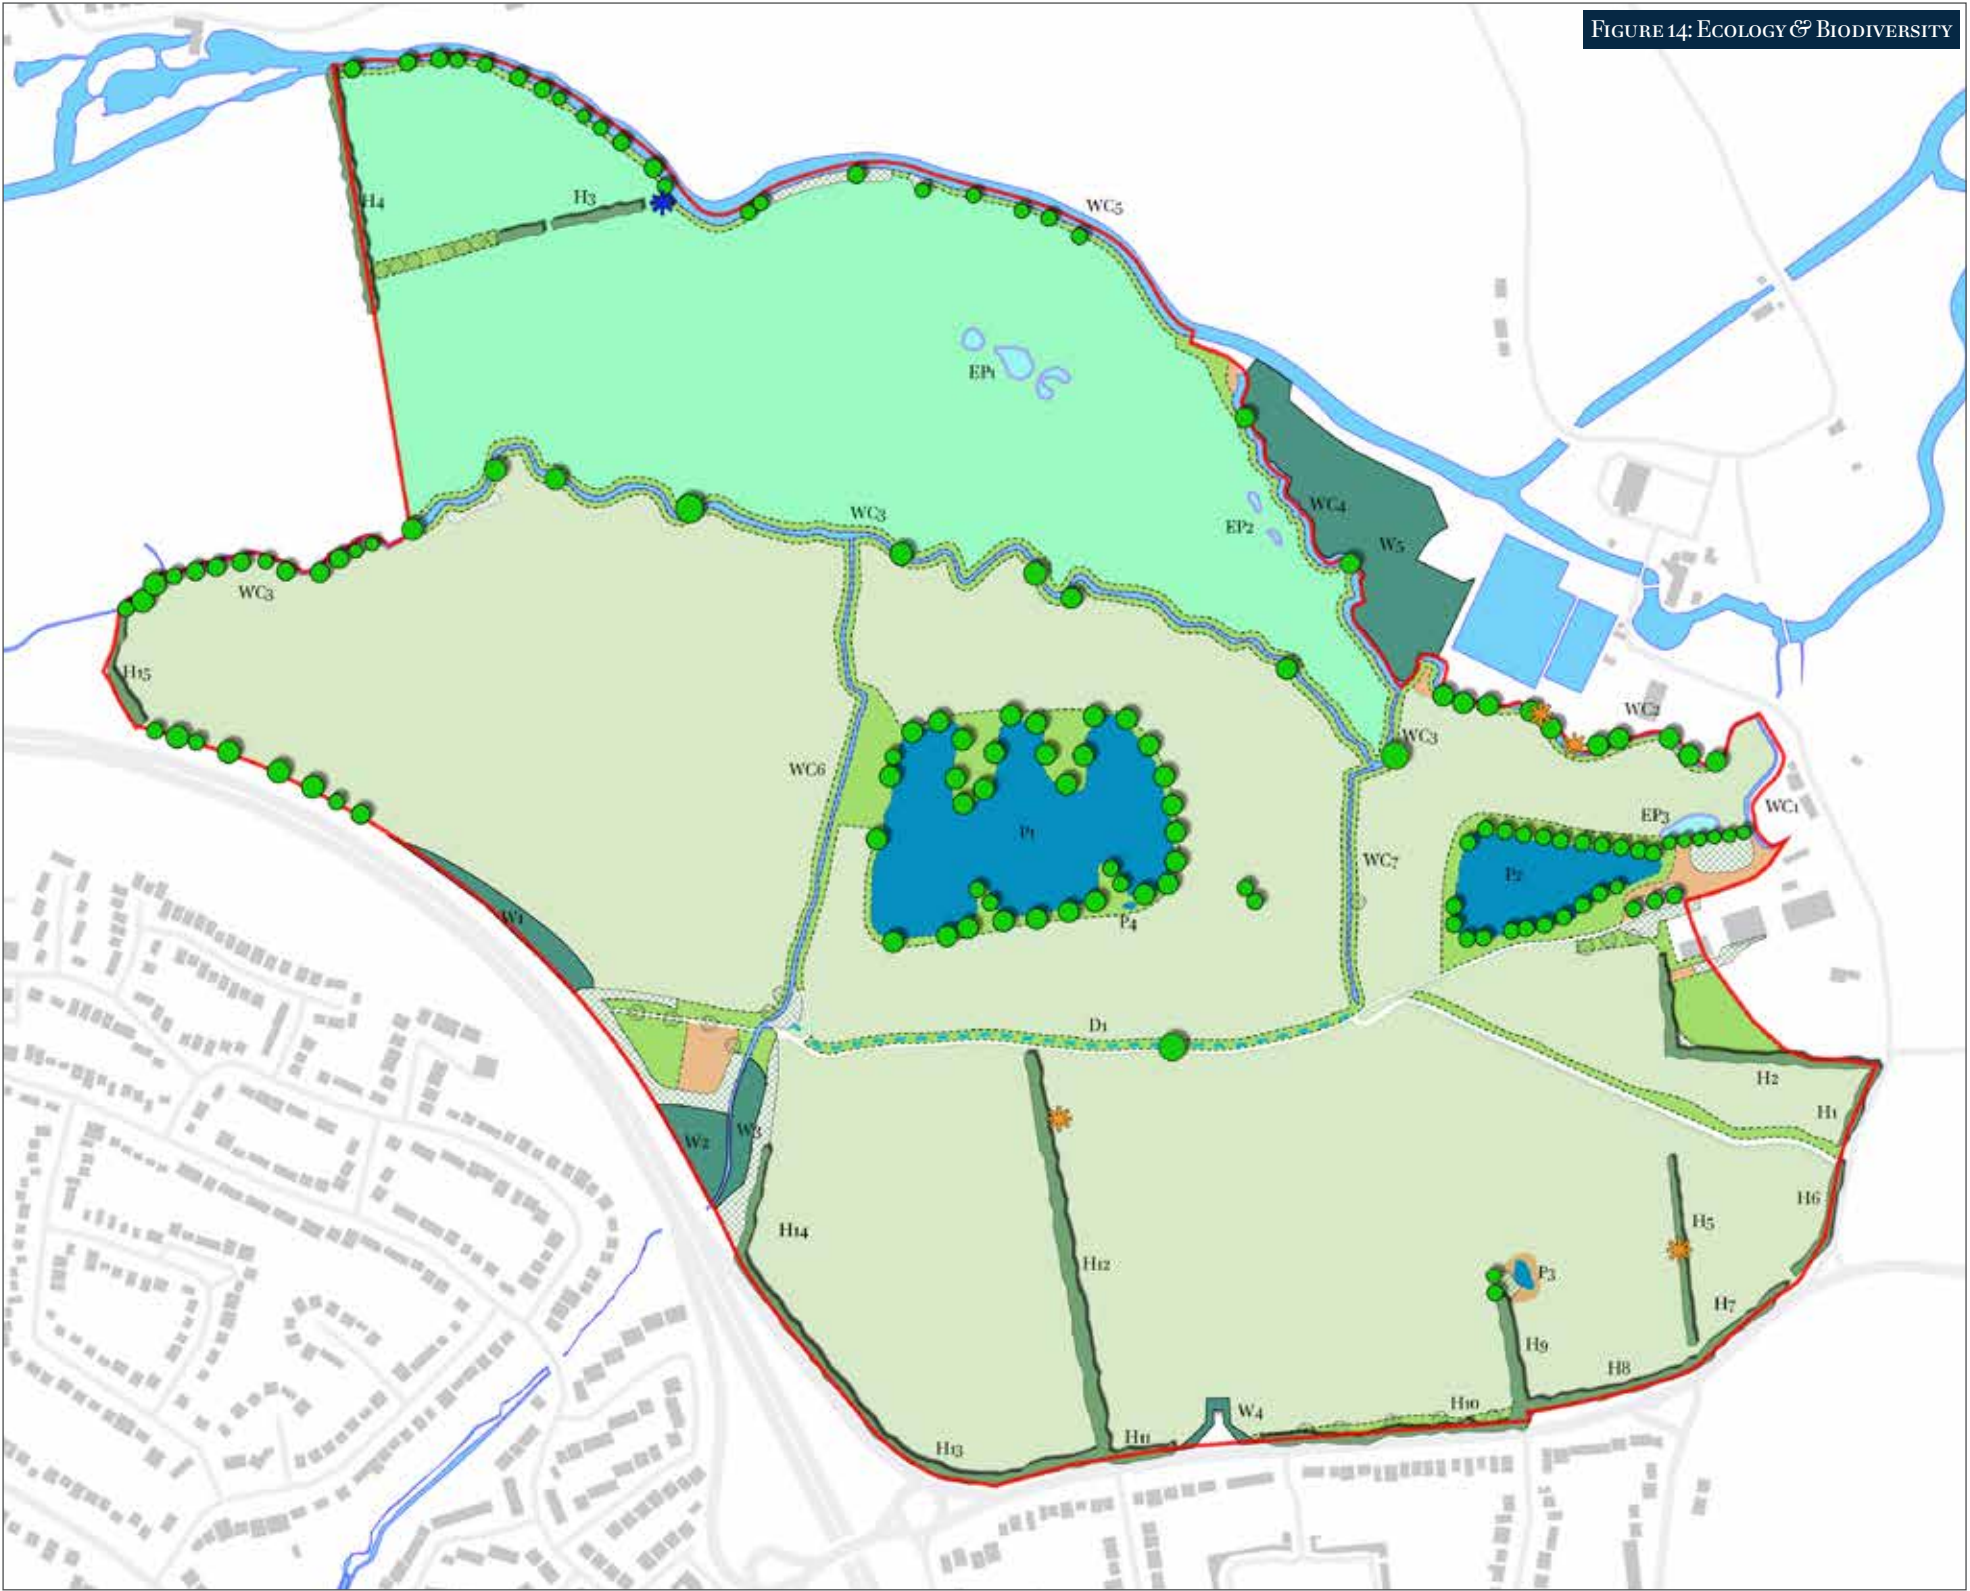 FIGURE 14: ECOLOGY & BIODIVERSITY
H4
H3
WC5
EP1
WC3
WC4
EP2
W5
WC3
H15
WC2
WC3
WC6
WC1
EP3
P1
WC7
P2
W1
P4
D1
H2
H1
W2
W3
H6
H14
H5
H12
P3
H7
H9
H8
H10
W4
H11
H13